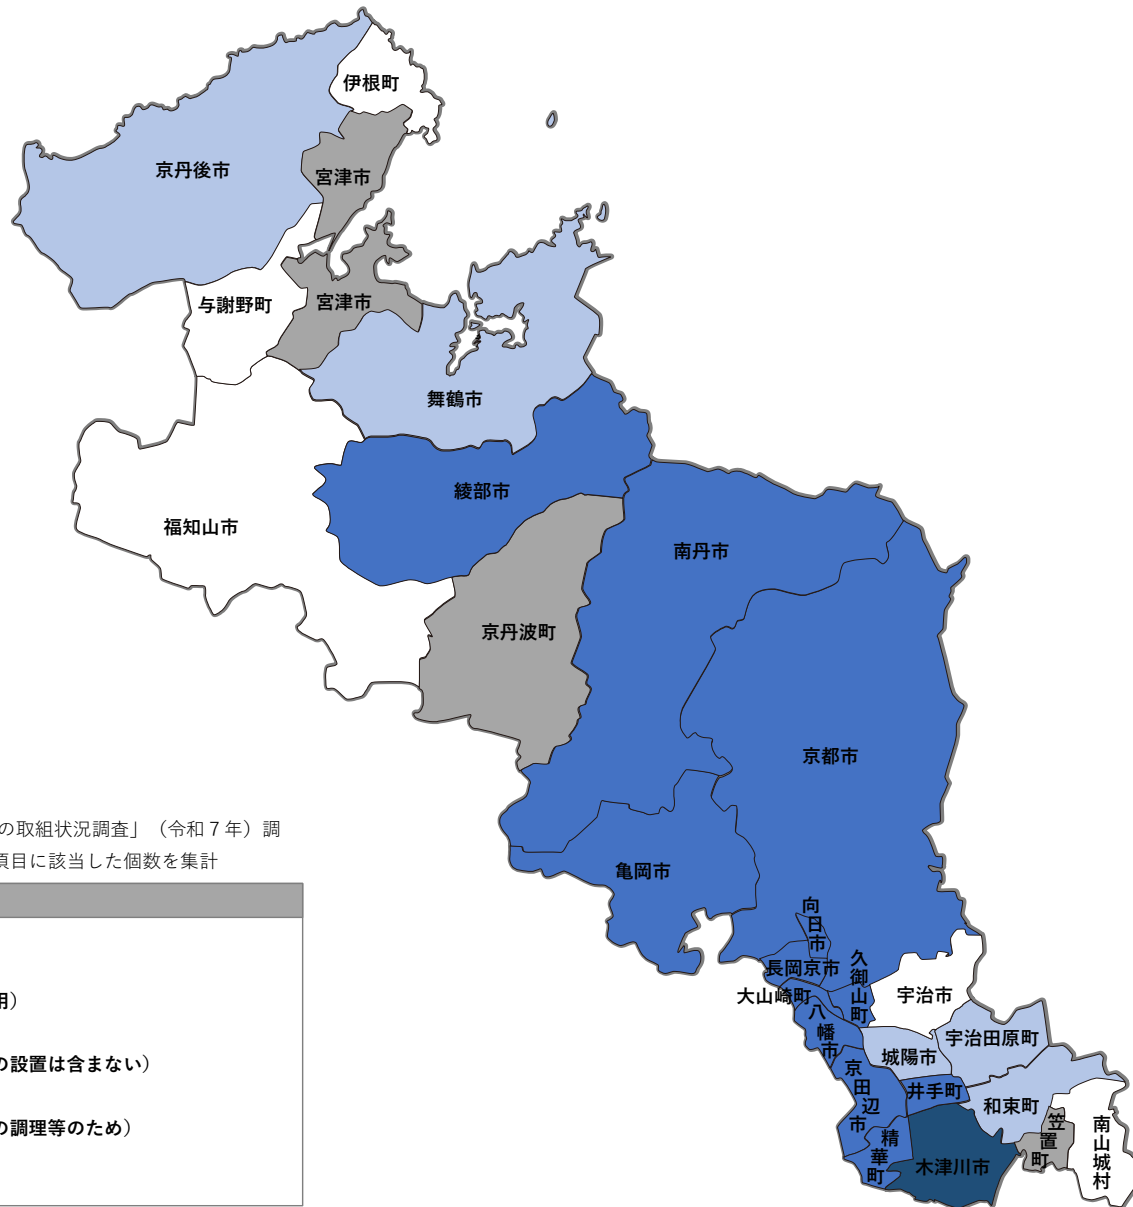 伊根町
京丹後市
宮津市
与謝野町
宮津市
舞鶴市
綾部市
福知山市
南丹市
京丹波町
京都市
の取組状況調査」（令和７年）調
項目に該当した個数を集計
亀岡市
向日市
長岡京市
久御山町
大山崎町
宇治市
用）
八幡市
宇治田原町
城陽市
の設置は含まない）
京田辺市
井手町
和束町
の調理等のため）
笠置町
南山城村
精華町
木津川市